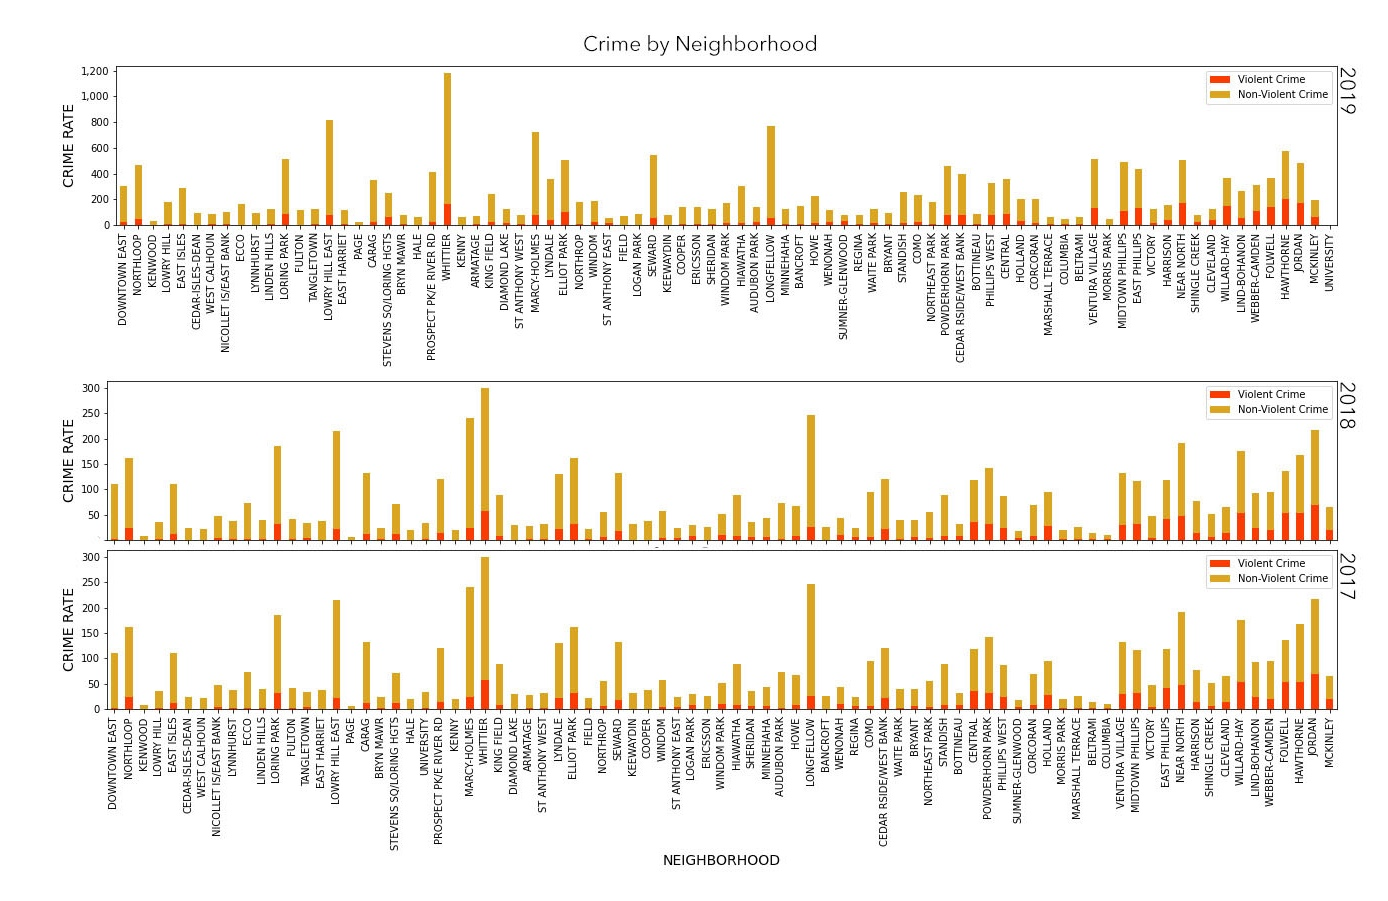 Crime by Neighborhood
1,200
1,000
800
600
400
200
0
CRIME RATE
Violent Crime
Non-Violent Crime
2019
DOWNTOWN EAST
NORTHLOOP
KENWOOD
LOWRY HILL
EAST ISLES
CEDAR-ISLES-DEAN
WEST CALHOUN
NICOLLET IS/EAST BANK
ECCO
LYNNHURST
LINDEN HILLS
LORING PARK
FULTON
TANGLETOWN
LOWRY HILL EAST
EAST HARRIET
PAGE
CARAG
STEVENS SQ/LORING HGTS
BRYN MAWR
HALE
PROSPECT PK/E RIVER RD
WHITTIER
KENNY
ARMATAGE
KING FIELD
DIAMOND LAKE
ST ANTHONY WEST
MARCY-HOLMES
LYNDALE
ELLIOT PARK
NORTHROP
WINDOM
ST ANTHONY EAST
FIELD
LOGAN PARK
SEWARD
KEEWAYDIN
COOPER
ERICSSON
SHERIDAN
WINDOM PARK
HIAWATHA
AUDUBON PARK
LONGFELLOW
MINNEHAHA
BANCROFT
HOWE
WENONAH
SUMNER-GLENWOOD
REGINA
WAITE PARK
BRYANT
STANDISH
COMO
NORTHEAST PARK
POWDERHORN PARK
CEDAR RSIDE/WEST BANK
BOTTINEAU
PHILLIPS WEST
CENTRAL
HOLLAND
CORCORAN
MARSHALL TERRACE
COLUMBIA
BELTRAMI
VENTURA VILLAGE
MORRIS PARK
MIDTOWN PHILLIPS
EAST PHILLIPS
VICTORY
HARRISON
NEAR NORTH
SHINGLE CREEK
CLEVELAND
WILLARD-HAY
LIND-BOHANON
WEBBER-CAMDEN
FOLWELL
HAWTHORNE
JORDAN
MCKINLEY
UNIVERSITY
300
250
200
150
100
50
CRIME RATE
Violent Crime
Non-Violent Crime
2018
300
250
200
150
100
50
0
CRIME RATE
Violent Crime
Non-Violent Crime
2017
DOWNTOWN EAST
NORTHLOOP
KENWOOD
LOWRY HILL
EAST ISLES
CEDAR-ISLES-DEAN
WEST CALHOUN
NICOLLET IS/EAST BANK
LYNNHURST
ECCO
LINDEN HILLS
LORING PARK
FULTON
TANGLETOWN
EAST HARRIET
LOWRY HILL EAST
PAGE
CARAG
BRYN MAWR
STEVENS SQ/LORING HGTS
HALE
UNIVERSITY
PROSPECT PK/E RIVER RD
KENNY
MARCY-HOLMES
WHITTIER
KING FIELD
DIAMOND LAKE
ARMATAGE
ST ANTHONY WEST
LYNDALE
ELLIOT PARK
FIELD
NORTHROP
SEWARD
KEEWAYDIN
COOPER
WINDOM
ST ANTHONY EAST
LOGAN PARK
ERICSSON
WINDOM PARK
HIAWATHA
SHERIDAN
MINNEHAHA
AUDUBON PARK
HOWE
LONGFELLOW
BANCROFT
WENONAH
REGINA
COMO
CEDAR RSIDE/WEST BANK
WAITE PARK
BRYANT
NORTHEAST PARK
STANDISH
BOTTINEAU
CENTRAL
POWDERHORN PARK
PHILLIPS WEST
SUMNER-GLENWOOD
CORCORAN
HOLLAND
MORRIS PARK
MARSHALL TERRACE
BELTRAMI
COLUMBIA
VENTURA VILLAGE
MIDTOWN PHILLIPS
VICTORY
EAST PHILLIPS
NEAR NORTH
HARRISON
SHINGLE CREEK
CLEVELAND
WILLARD-HAY
LIND-BOHANON
WEBBER-CAMDEN
FOLWELL
HAWTHORNE
JORDAN
MCKINLEY
NEIGHBORHOOD